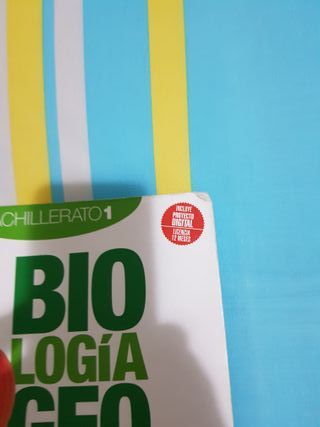 ACHILLERATO 1
INCLUYE
PROYECTO
DIGITAL
LICENCIA
12 MESES
BIO
LOGÍA
GEO